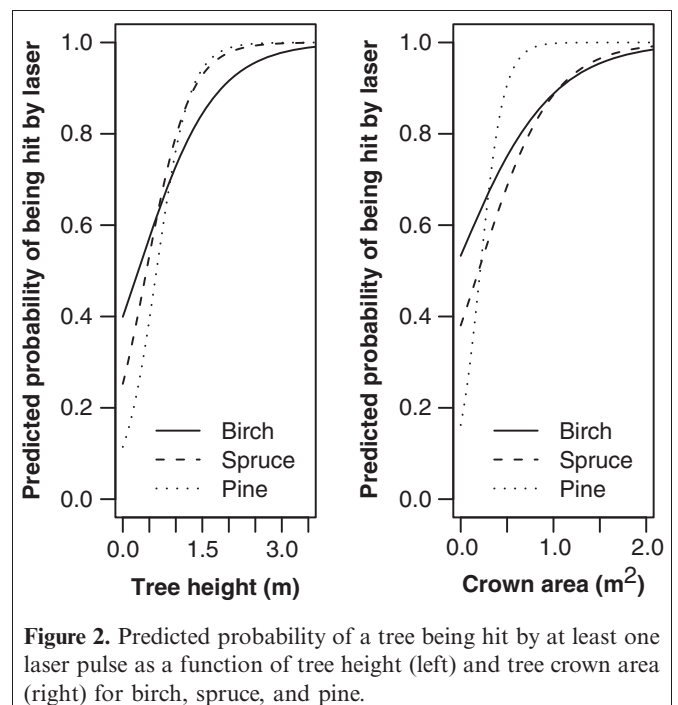 Predicted probability of being hit by laser
1.0
0.8
0.6
0.4
0.2
0.0
Birch
Spruce
Pine
0.0 1.5 3.0
Tree height (m)
Predicted probability of being hit by laser
1.0
0.8
0.6
0.4
0.2
0.0
Birch
Spruce
Pine
0.0 1.0 2.0
Crown area (m²)
Figure 2. Predicted probability of a tree being hit by at least one
laser pulse as a function of tree height (left) and tree crown area
(right) for birch, spruce, and pine.